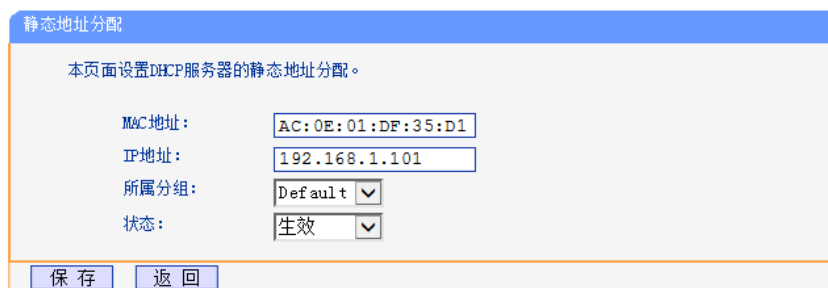 静态地址分配
本页面设置DHCP服务器的静态地址分配。
MAC地址: AC:0E:01:DF:35:D1
IP地址: 192.168.1.101
所属分组: Default
状态: 生效
保存 返回